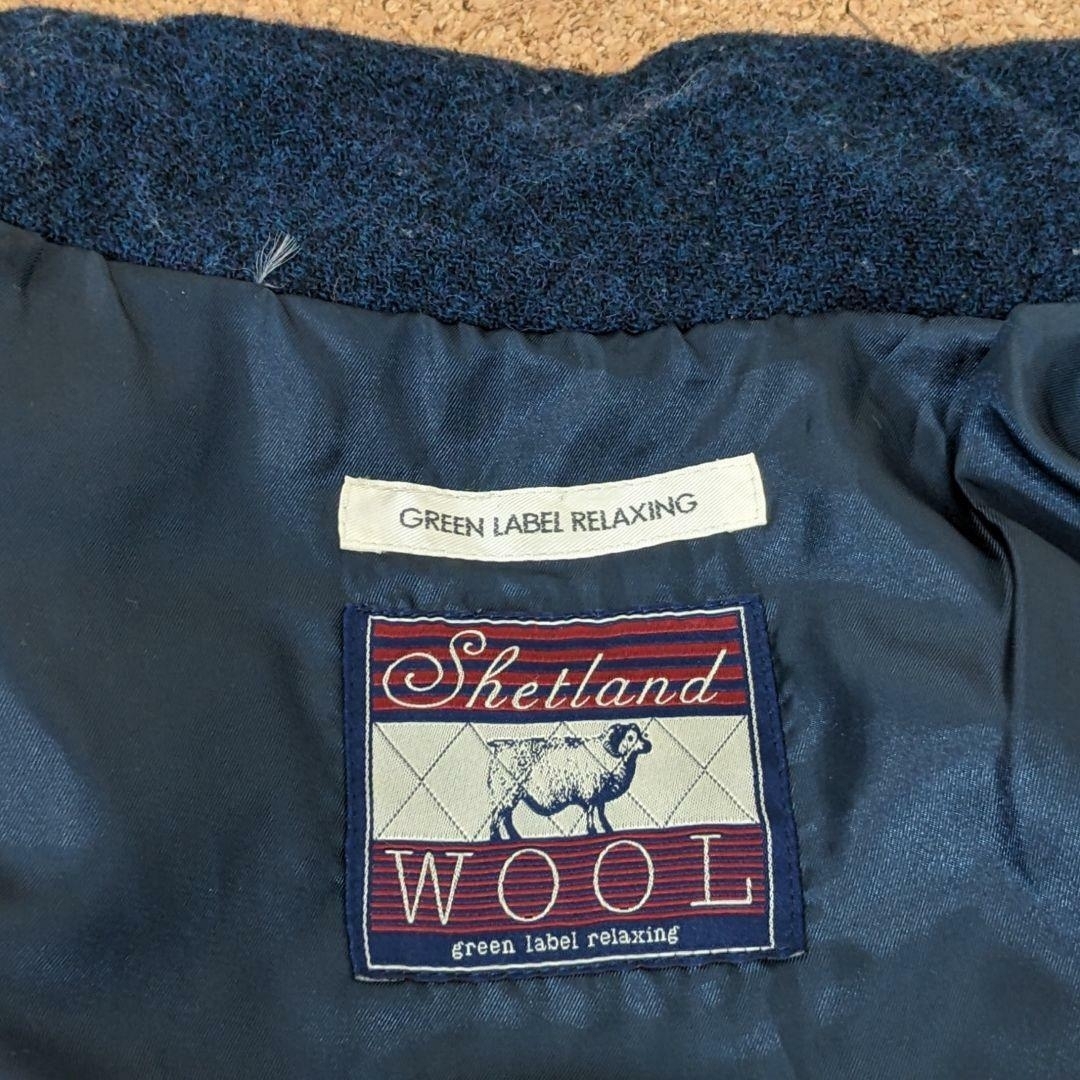 GREEN LABEL RELAXING
Shetland
WOOL
green label relaxing